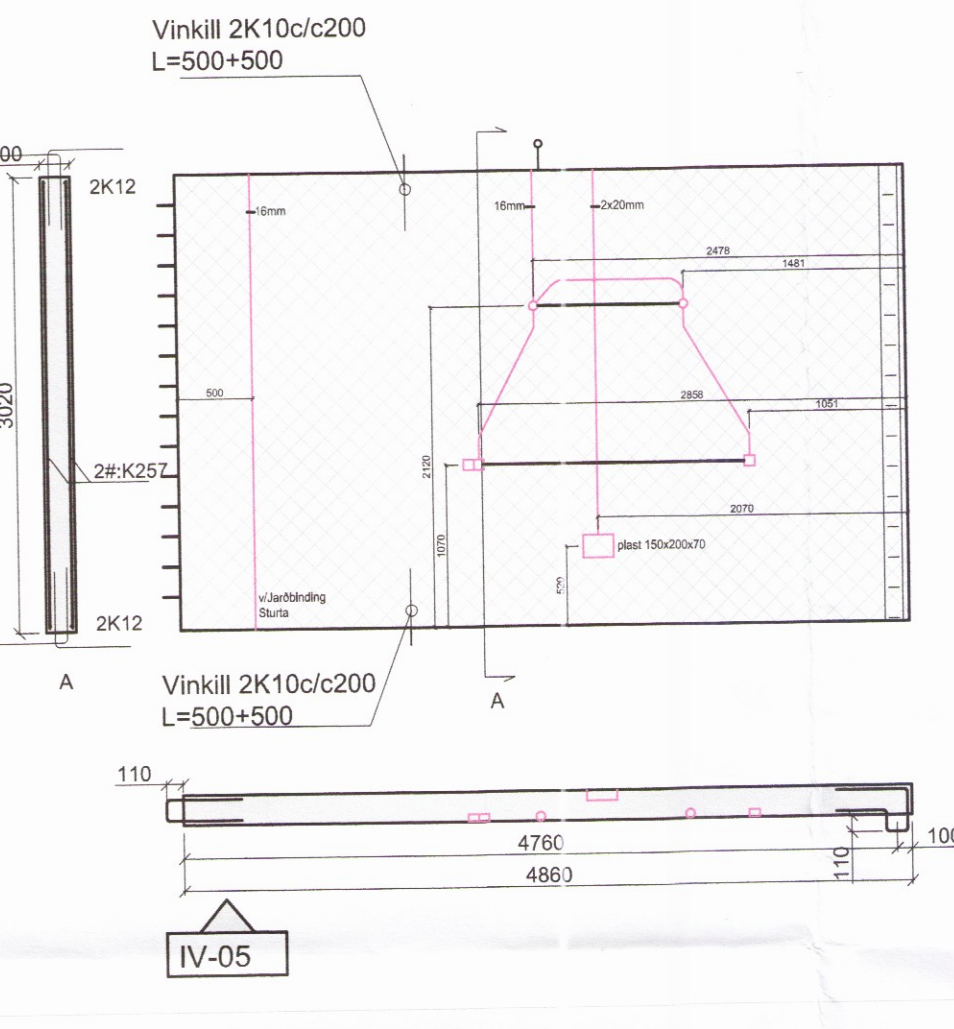 Vinkill 2K10c/c200
L=500+500
00
2K12
16mm
16mm
2x20mm
2478
1481
3020
500
2858
1051
2#:K257
2120
1070
2070
plast 150x200x70
520
v/Jarðbinding
Sturta
2K12
A
Vinkill 2K10c/c200
L=500+500
A
110
4760
110
100
4860
IV-05